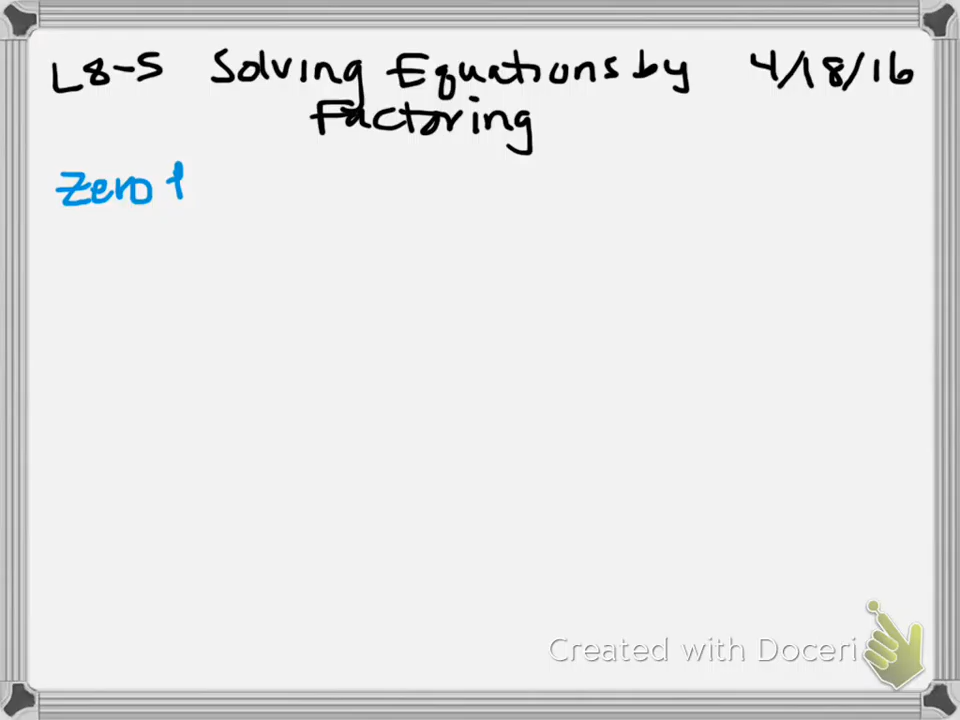 L8-5 Solving Equations by 4/18/16
Factoring
Zero
Created with Doceri